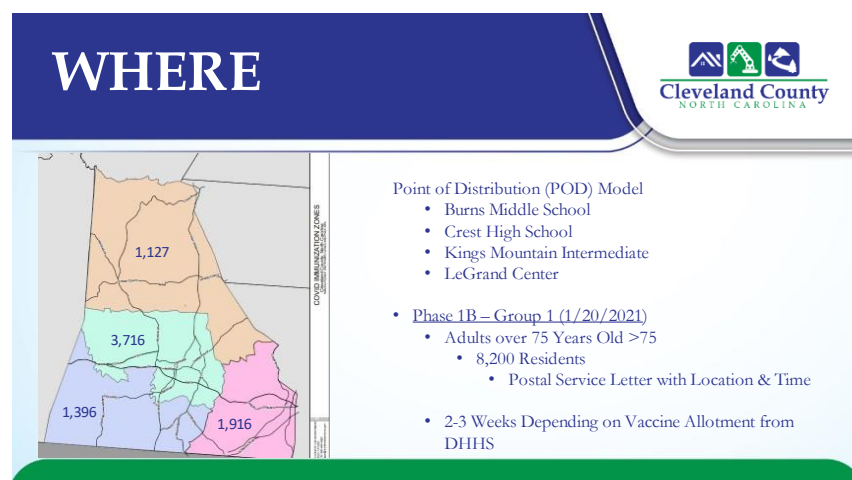 WHERE
Cleveland County
NORTH CAROLINA
1,127
3,716
1,396
1,916
COVID IMMUNIZATION ZONES
Point of Distribution (POD) Model
• Burns Middle School
• Crest High School
• Kings Mountain Intermediate
• LeGrand Center
• Phase 1B – Group 1 (1/20/2021)
• Adults over 75 Years Old >75
• 8,200 Residents
• Postal Service Letter with Location & Time
• 2-3 Weeks Depending on Vaccine Allotment from
DHHS